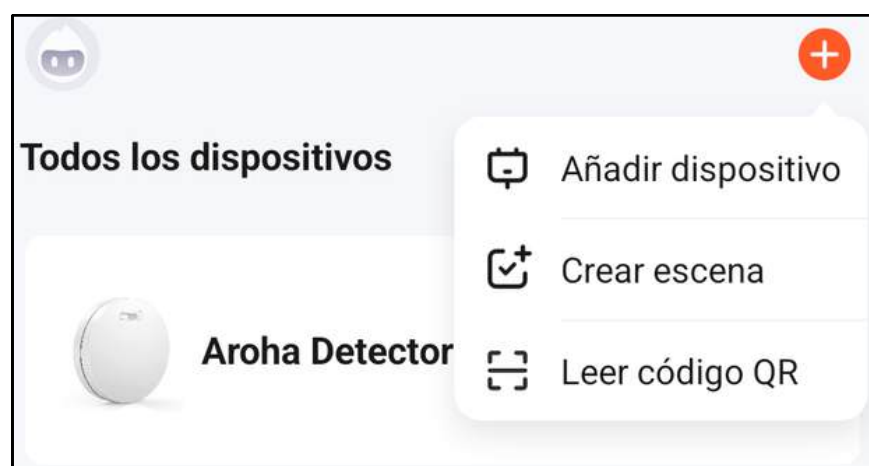 Todos los dispositivos
Añadir dispositivo
Crear escena
Aroha Detector
Leer código QR